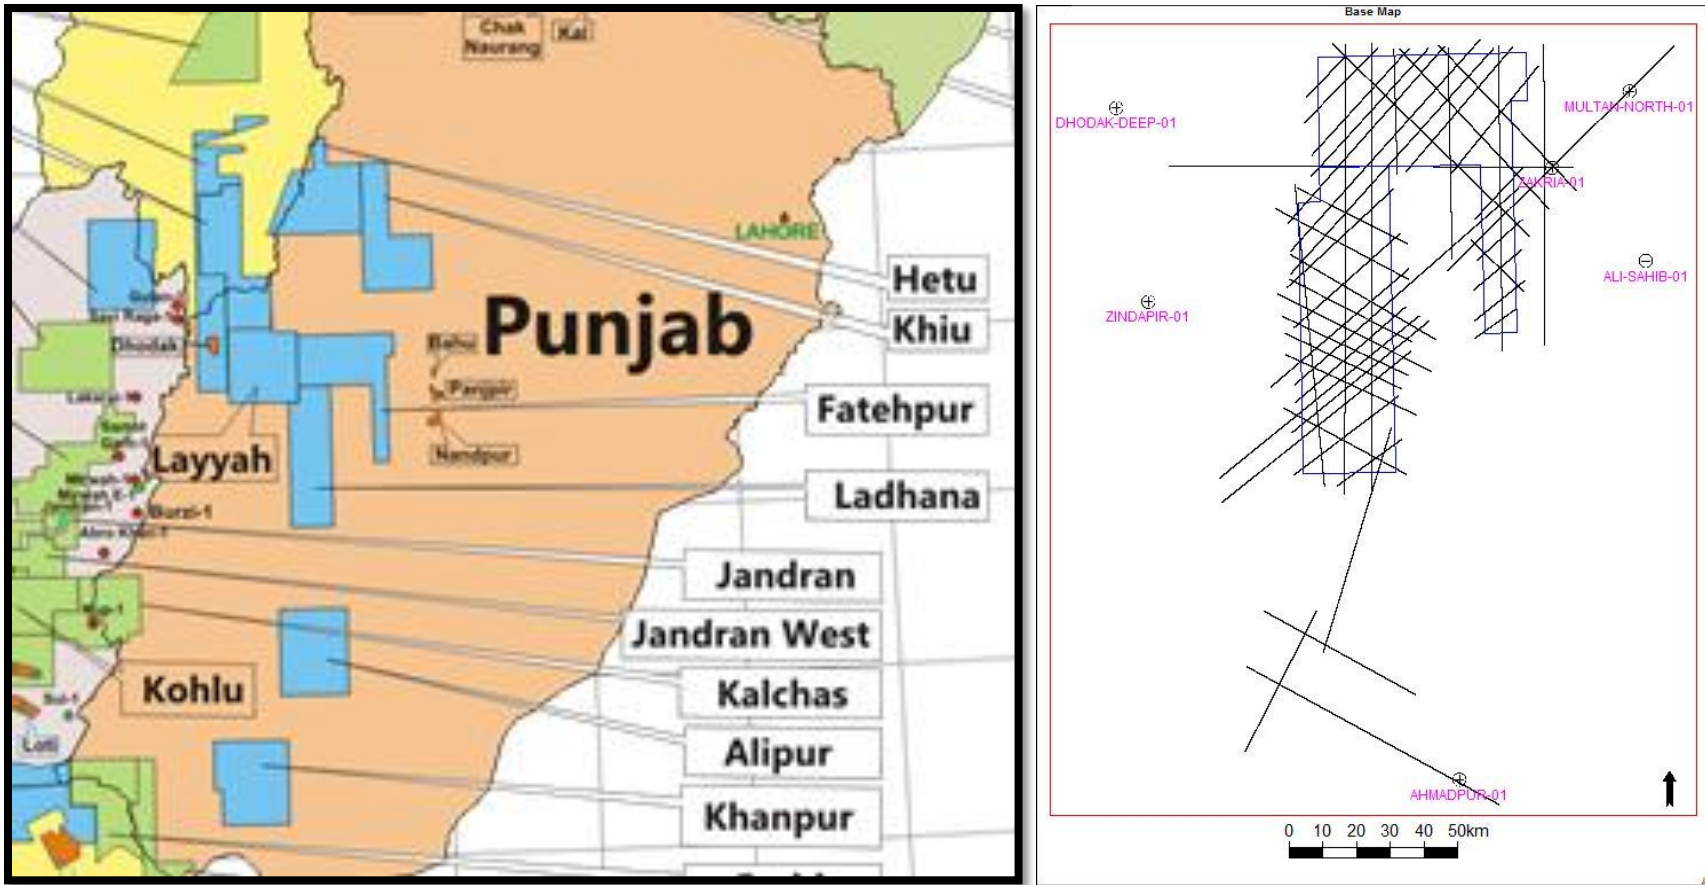 Chak
Naurang
Kal
LAHORE
Hetu
Punjab
Khiu
Dhodak
Bahu
Panjpir
Fatehpur
Nandpur
Layyah
Ladhana
Burzi-1
Jandran
Jandran West
Kohlu
Kalchas
Alipur
Loti
Khanpur
Base Map
DHODAK-DEEP-01
MULTAN-NORTH-01
ZAKRIA-01
ALI-SAHIB-01
ZINDAPIR-01
AHMADPUR-01
0 10 20 30 40 50km